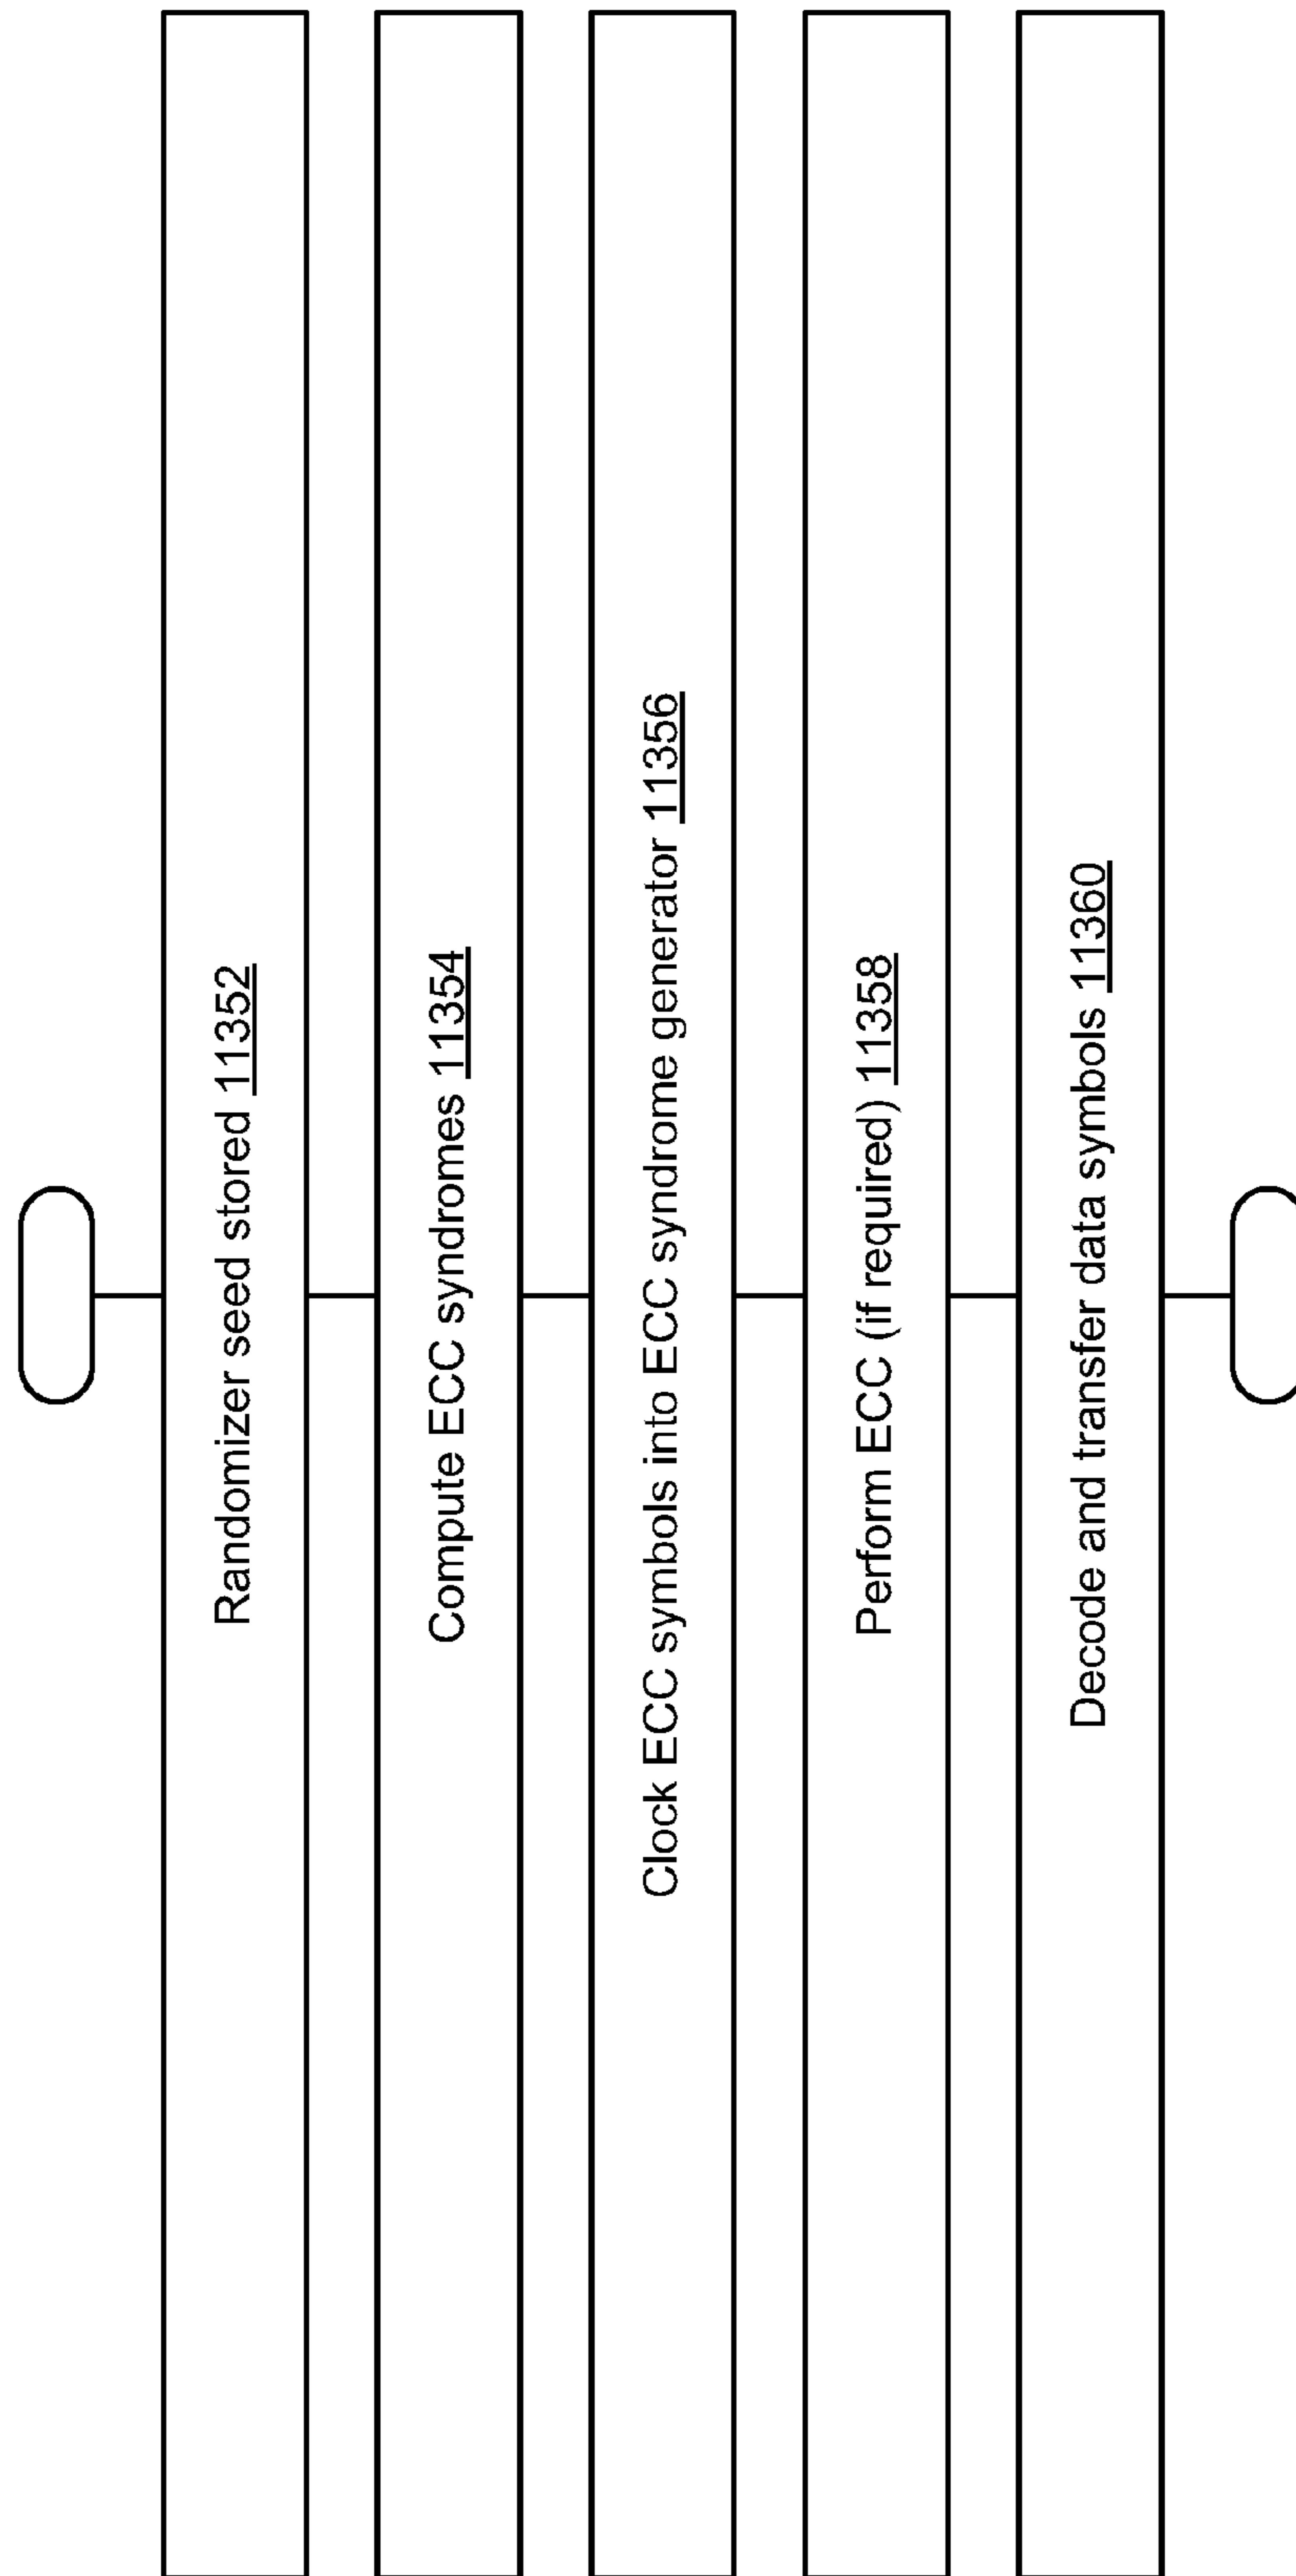 Randomizer seed stored 11352
Compute ECC syndromes 11354
Clock ECC symbols into ECC syndrome generator 11356
Perform ECC (if required) 11358
Decode and transfer data symbols 11360